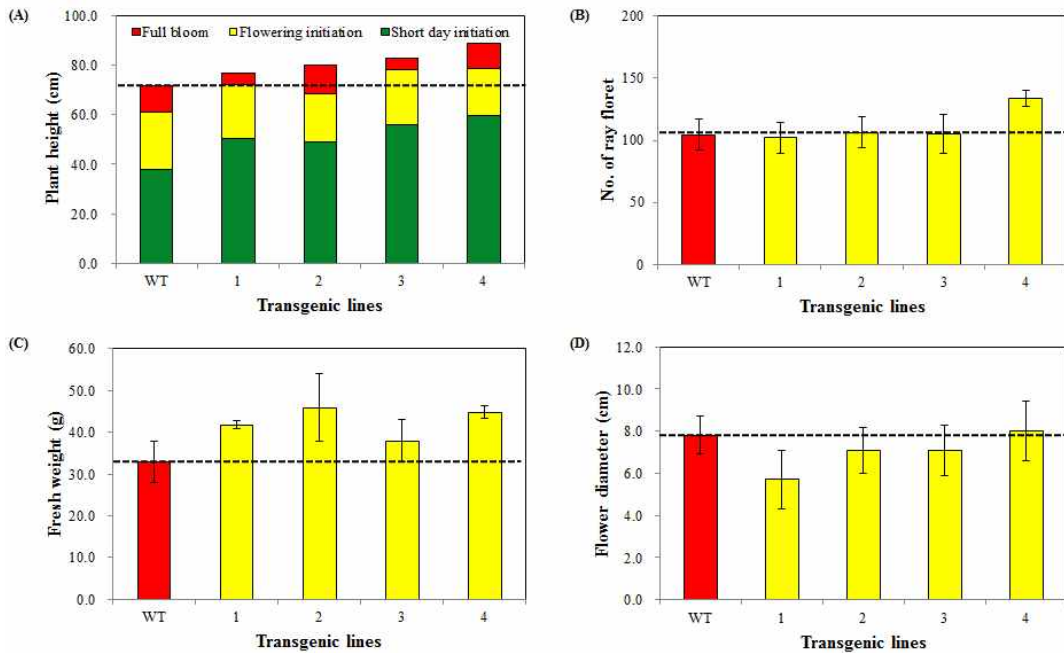 (A)
Plant height (cm)
100.0
80.0
60.0
40.0
20.0
0.0
Full bloom
Flowering initiation
Short day initiation
WT 1 2 3 4
Transgenic lines
(B)
No. of ray floret
200
150
100
50
0
WT 1 2 3 4
Transgenic lines
(C)
Fresh weight (g)
60.0
50.0
40.0
30.0
20.0
10.0
0.0
WT 1 2 3 4
Transgenic lines
(D)
Flower diameter (cm)
12.0
10.0
8.0
6.0
4.0
2.0
0.0
WT 1 2 3 4
Transgenic lines